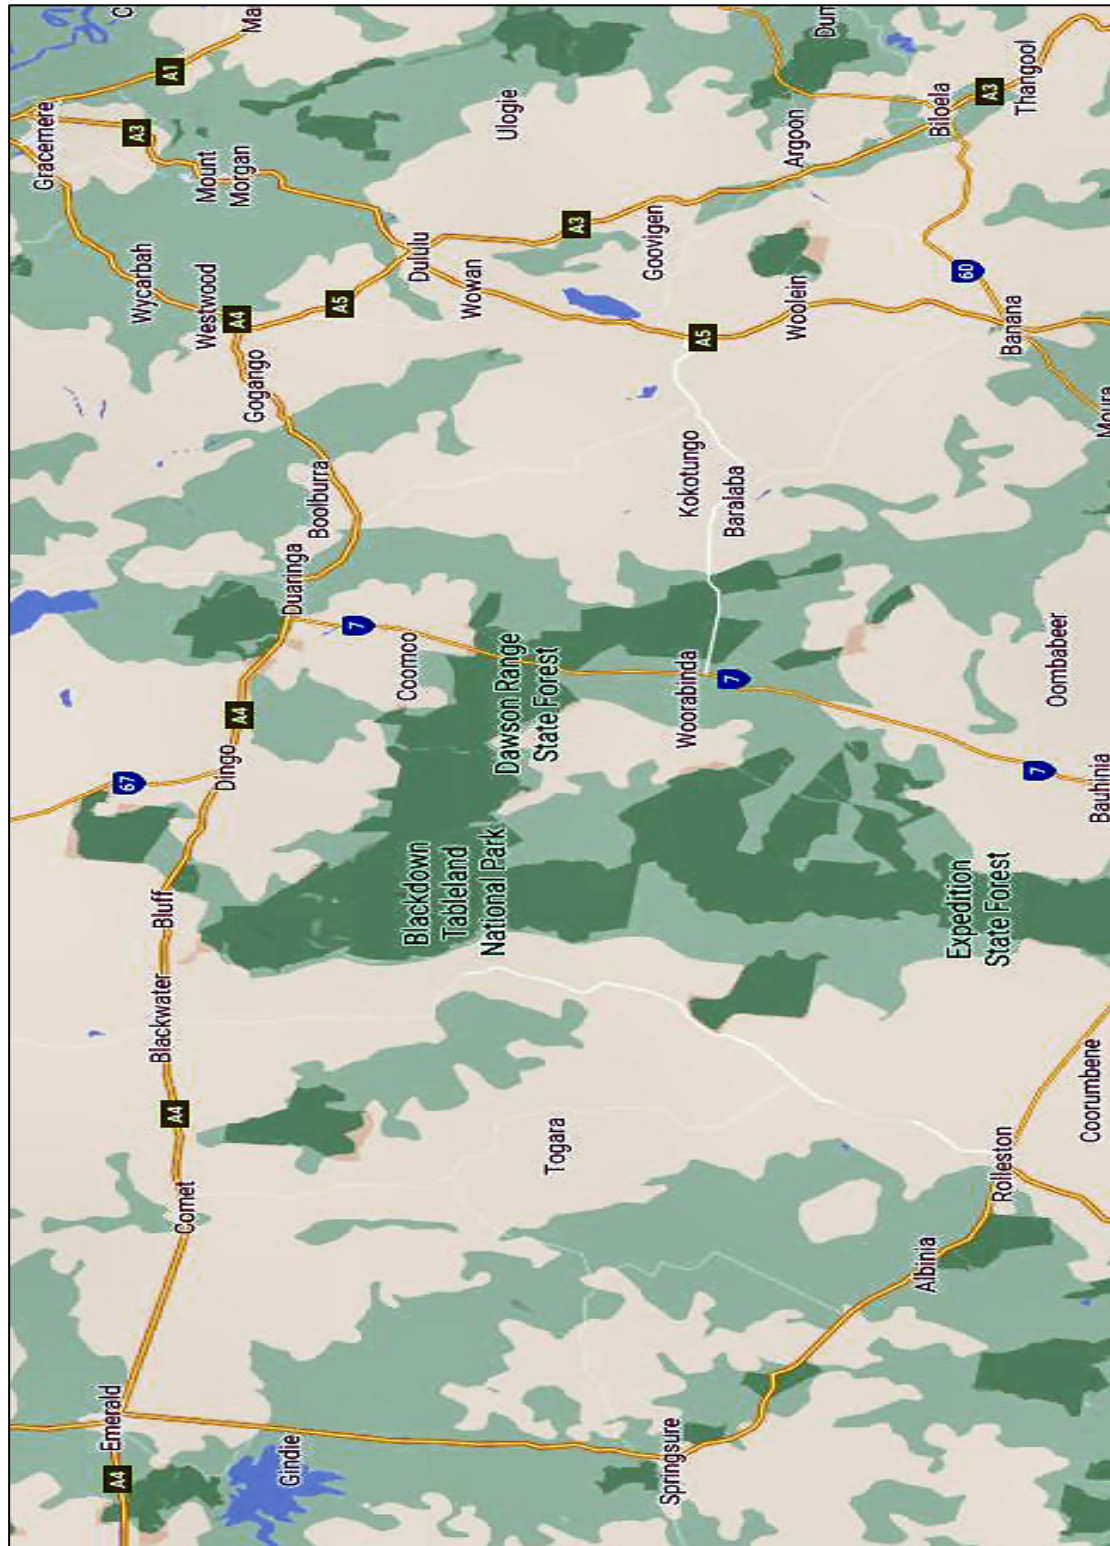 Emerald
A4
Gindie
Comet
A4
Blackwater
Bluff
67
Dingo
A4
Duaringa
Boolburra
Gogango
A4
Westwood
Wycarbah
Gracemere
A3
A1
Mount
Morgan
Ma
A5
7
Coomoo
Dululu
Wowan
Blackdown
Tableland
National Park
Dawson Range
State Forest
Ulogie
Togara
A3
Goovigen
Springsure
Woorabinda
7
Kokotungo
Baralaba
A5
Woolein
Argoon
Dum
Albinia
Rolleston
Expedition
State Forest
Biloela
60
A3
Banana
Thangool
7
Oombabeer
Coorumbene
Bauhinia
Moura